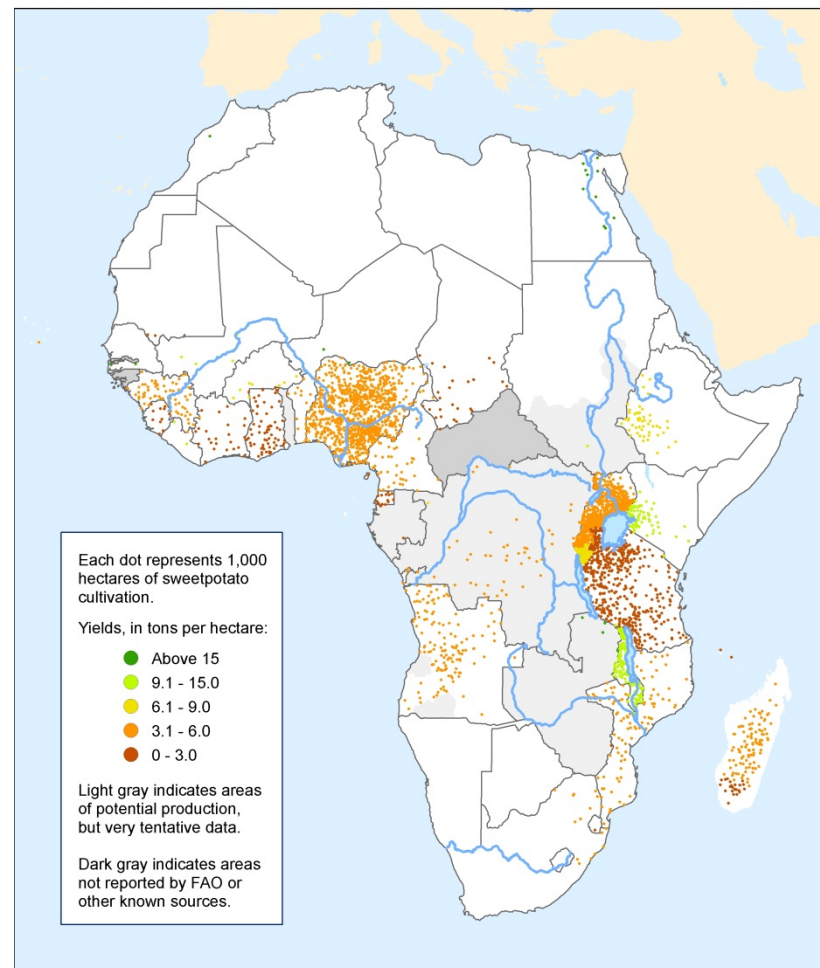 Each dot represents 1,000
hectares of sweetpotato
cultivation.
Yields, in tons per hectare:
Above 15
9.1 - 15.0
6.1 - 9.0
3.1 - 6.0
0 - 3.0
Light gray indicates areas
of potential production,
but very tentative data.
Dark gray indicates areas
not reported by FAO or
other known sources.